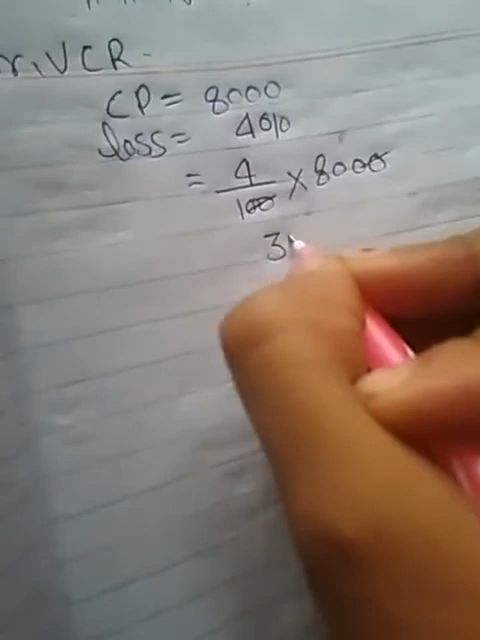 r, VCR -
CP = 8000
loss = 4%
= 4/100 × 8000
3